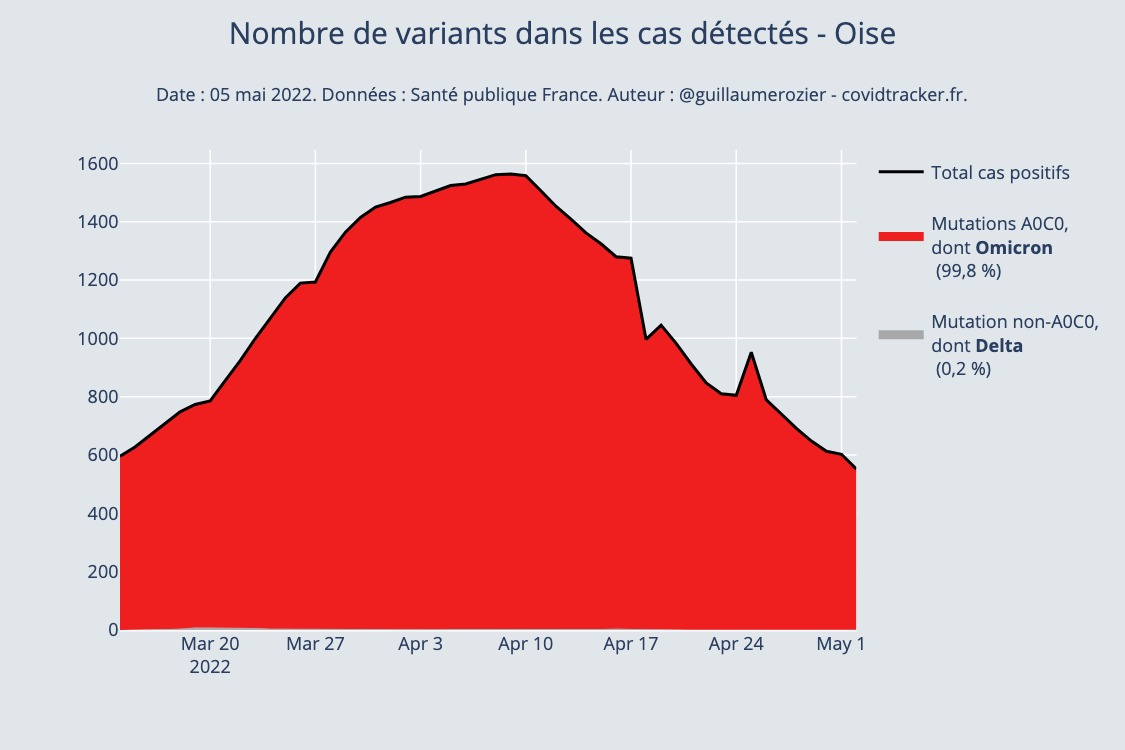 Nombre de variants dans les cas détectés - Oise
Date : 05 mai 2022. Données : Santé publique France. Auteur : @guillaumerozier - covidtracker.fr.
1600
1400
1200
1000
800
600
400
200
0
Mar 20
2022
Mar 27
Apr 3
Apr 10
Apr 17
Apr 24
May 1
Total cas positifs
Mutations A0C0,
dont Omicron
(99,8 %)
Mutation non-A0C0,
dont Delta
(0,2 %)